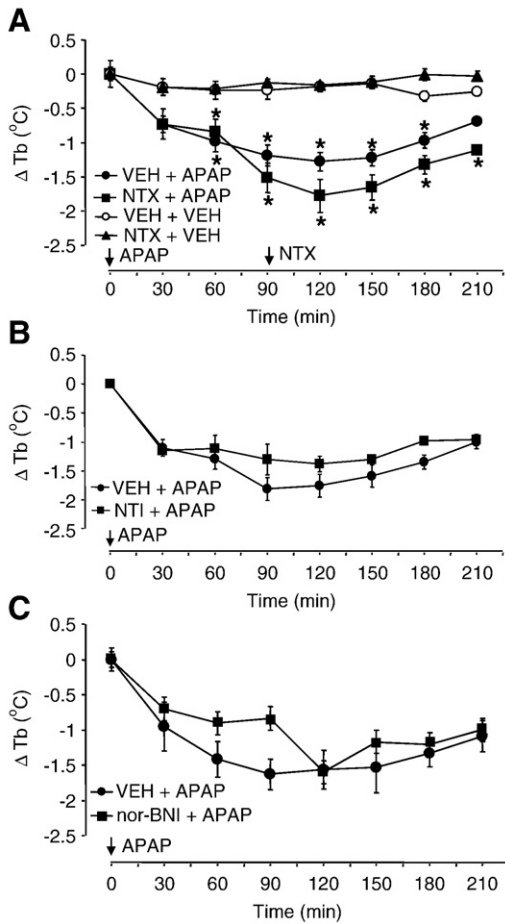 A
0.5
0
-0.5
-1
-1.5
-2
-2.5
Δ Tb (°C)
* * * * *
* * * * * *
VEH + APAP
NTX + APAP
VEH + VEH
NTX + VEH
APAP NTX
0 30 60 90 120 150 180 210
Time (min)
B
0.5
0
-0.5
-1
-1.5
-2
-2.5
Δ Tb (°C)
VEH + APAP
NTI + APAP
APAP
0 30 60 90 120 150 180 210
Time (min)
C
0.5
0
-0.5
-1
-1.5
-2
-2.5
Δ Tb (°C)
VEH + APAP
nor-BNI + APAP
APAP
0 30 60 90 120 150 180 210
Time (min)